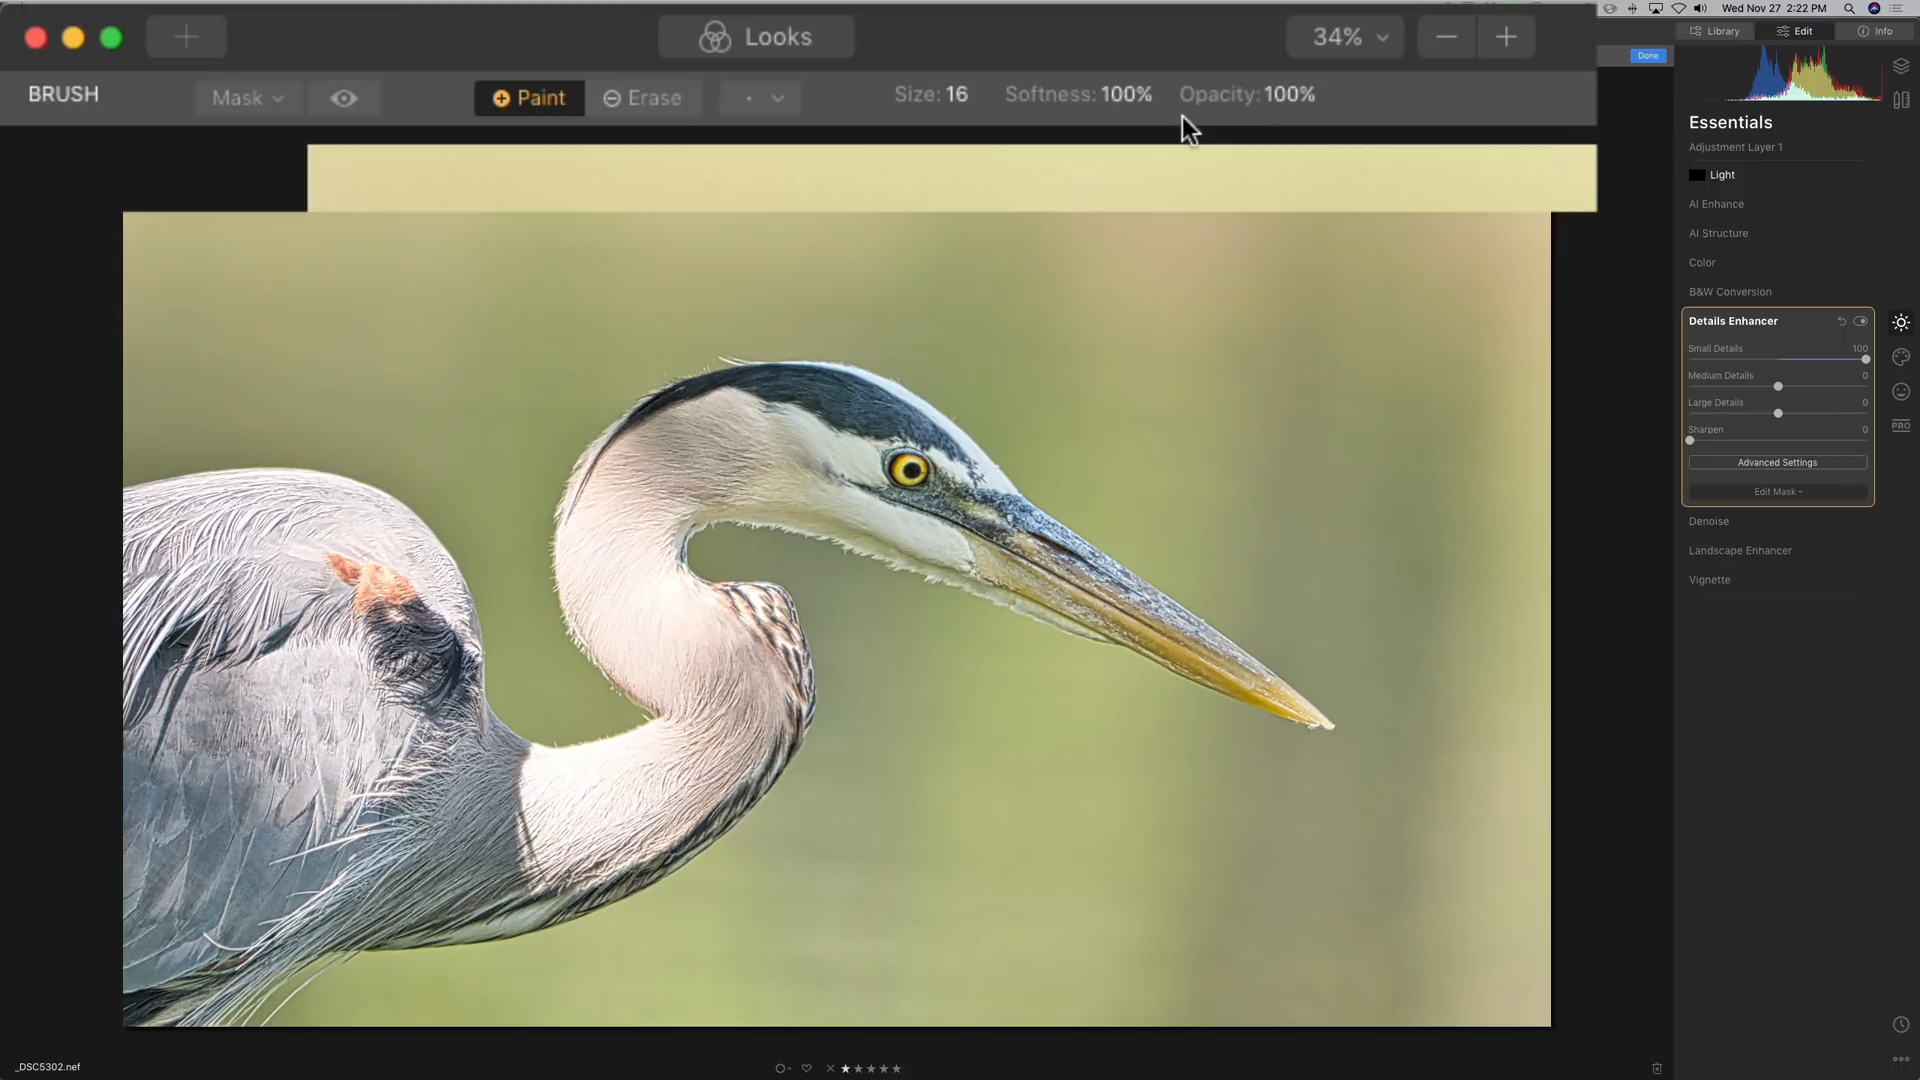 Wed Nov 27 2:22 PM
Looks
34%
Library
Edit
Info
Done
BRUSH
Mask
Paint
Erase
Size: 16
Softness: 100%
Opacity: 100%
Essentials
Adjustment Layer 1
Light
AI Enhance
AI Structure
Color
B&W Conversion
Details Enhancer
Small Details 100
Medium Details 0
Large Details 0
Sharpen 0
Advanced Settings
Edit Mask
PRO
Denoise
Landscape Enhancer
Vignette
_DSC5302.nef